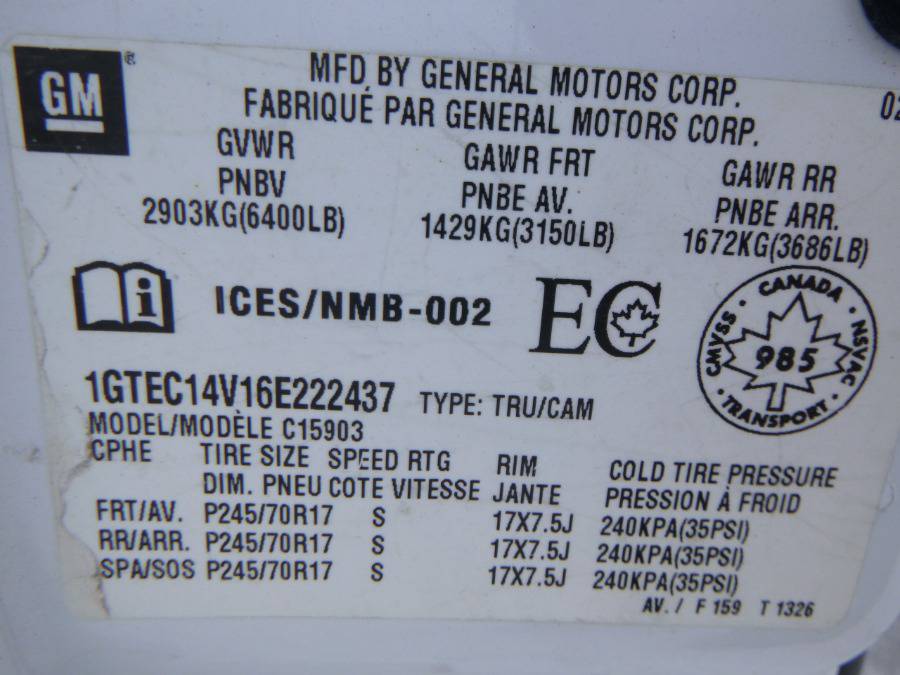 GM ®
MFD BY GENERAL MOTORS CORP.
FABRIQUÉ PAR GENERAL MOTORS CORP.
02
GVWR GAWR FRT GAWR RR
PNBV PNBE AV. PNBE ARR.
2903KG(6400LB) 1429KG(3150LB) 1672KG(3686LB)
i ICES/NMB-002 EC
CANADA
CMVSS · NSVAC
985
TRANSPORT
1GTEC14V16E222437 TYPE: TRU/CAM
MODEL/MODÈLE C15903
CPHE TIRE SIZE SPEED RTG RIM COLD TIRE PRESSURE
DIM. PNEU COTE VITESSE JANTE PRESSION À FROID
FRT/AV. P245/70R17 S 17X7.5J 240KPA(35PSI)
RR/ARR. P245/70R17 S 17X7.5J 240KPA(35PSI)
SPA/SOS P245/70R17 S 17X7.5J 240KPA(35PSI)
AV. / F 159 T 1326